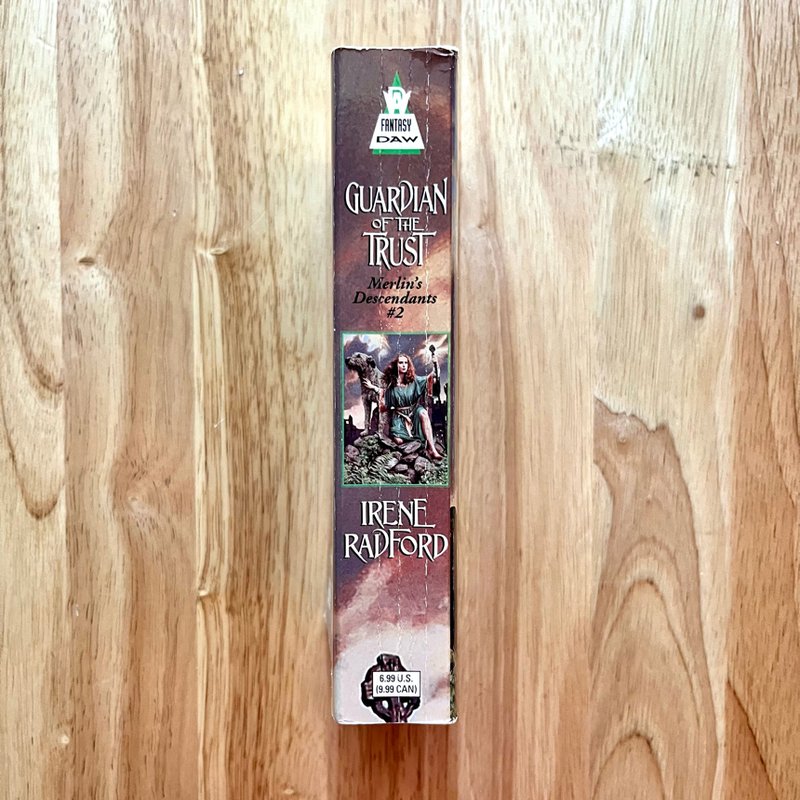 FANTASY
DAW
GUARDIAN
OF THE
TRUST
Merlin's
Descendants
#2
IRENE
RADFORD
6.99 U.S.
(9.99 CAN)